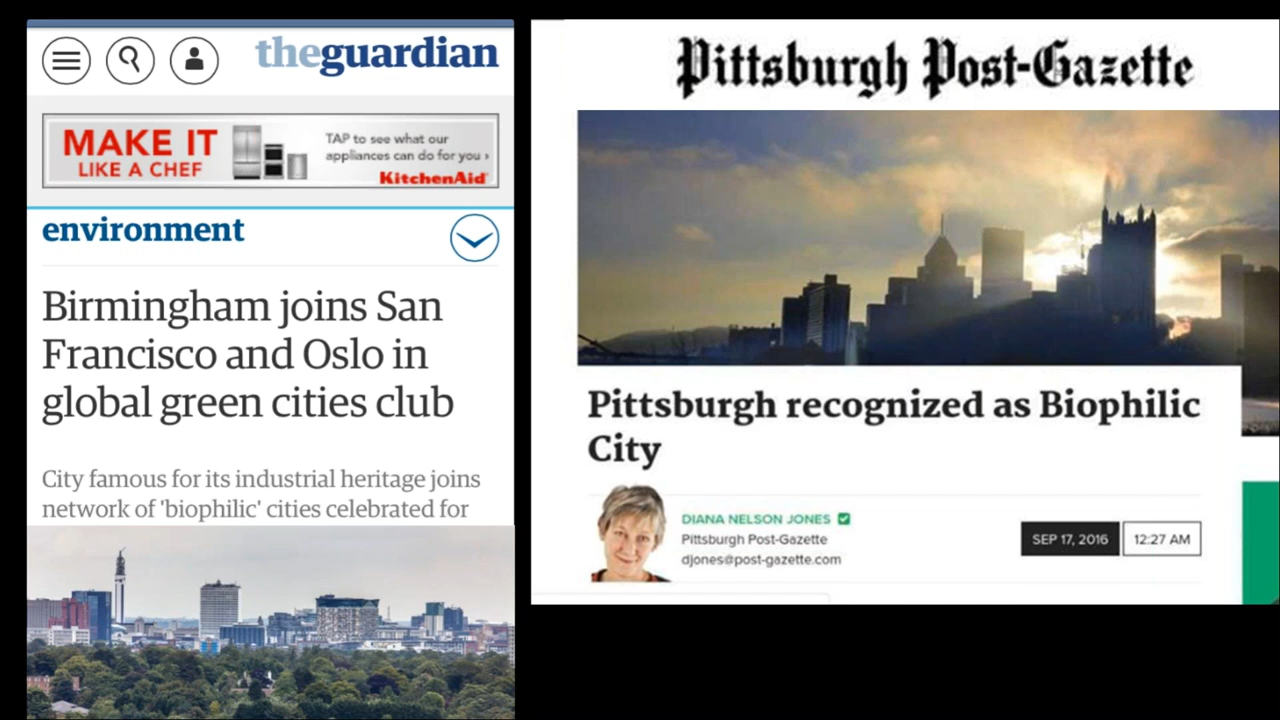 theguardian
MAKE IT
LIKE A CHEF
TAP to see what our
appliances can do for you ›
KitchenAid
environment
Birmingham joins San
Francisco and Oslo in
global green cities club
City famous for its industrial heritage joins
network of 'biophilic' cities celebrated for
Pittsburgh Post-Gazette
Pittsburgh recognized as Biophilic
City
DIANA NELSON JONES
Pittsburgh Post-Gazette
djones@post-gazette.com
SEP 17, 2016
12:27 AM